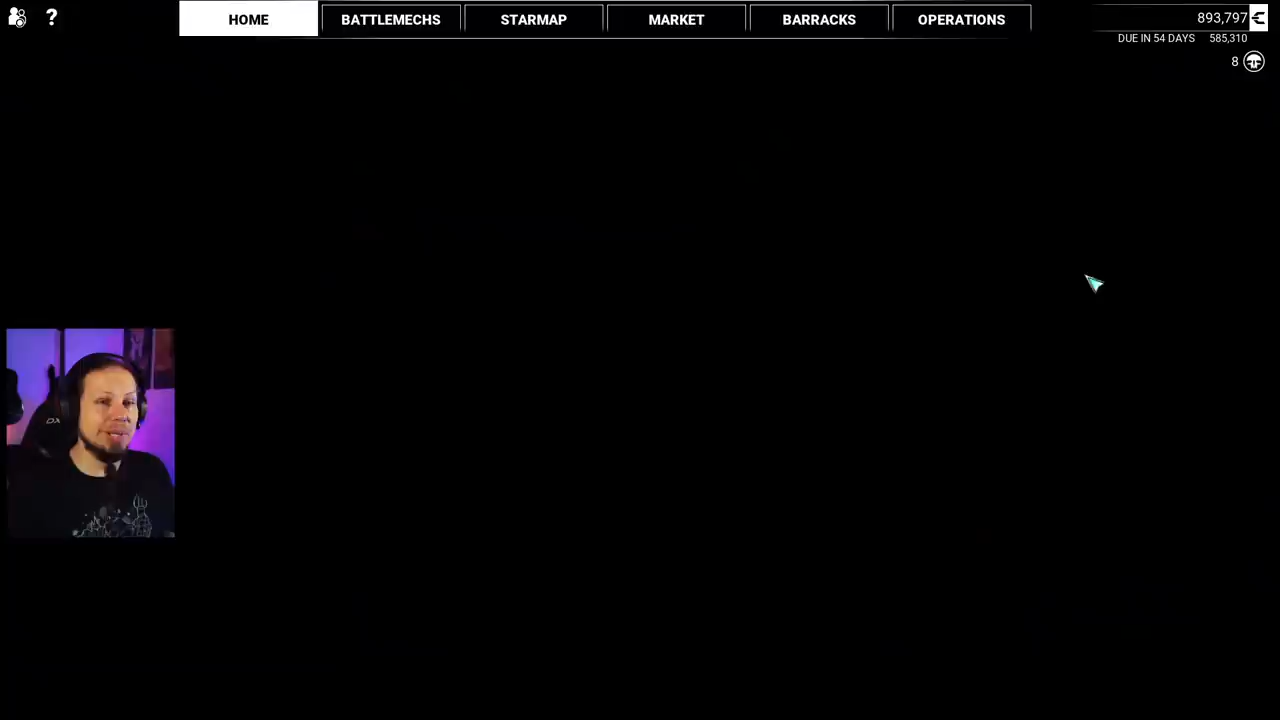 ?
HOME
BATTLEMECHS
STARMAP
MARKET
BARRACKS
OPERATIONS
893,797
DUE IN 54 DAYS 585,310
8